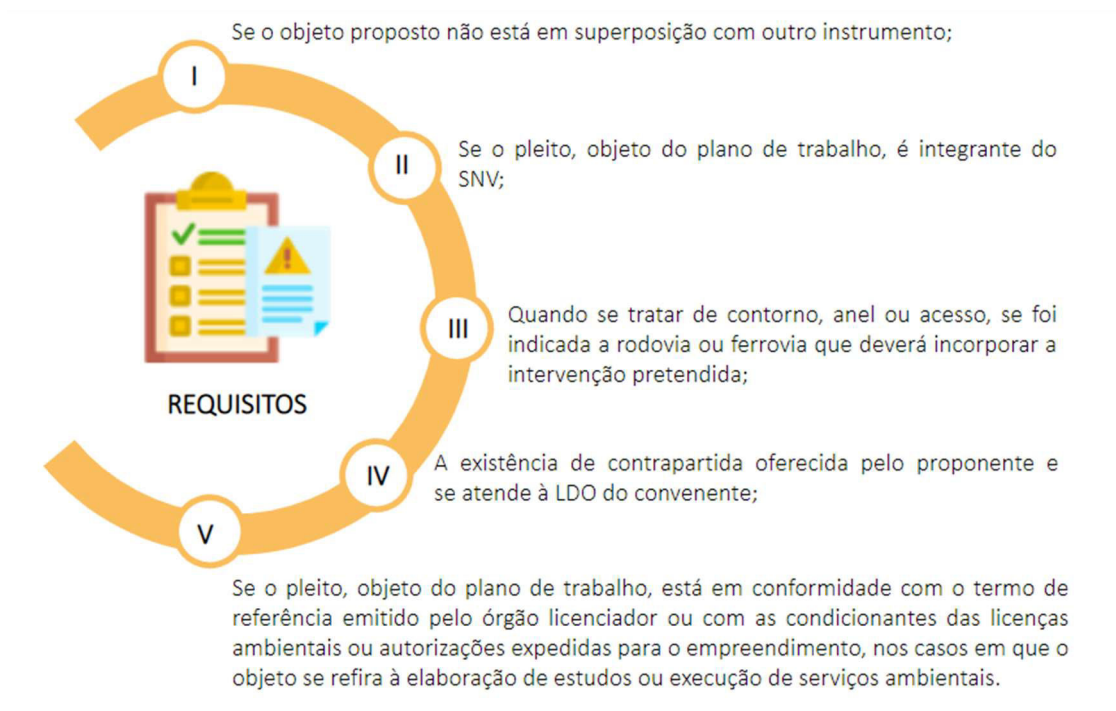 Se o objeto proposto não está em superposição com outro instrumento;
I
Se o pleito, objeto do plano de trabalho, é integrante do
SNV;
II
Quando se tratar de contorno, anel ou acesso, se foi
indicada a rodovia ou ferrovia que deverá incorporar a
intervenção pretendida;
III
REQUISITOS
A existência de contrapartida oferecida pelo proponente e
se atende à LDO do convenente;
IV
V
Se o pleito, objeto do plano de trabalho, está em conformidade com o termo de
referência emitido pelo órgão licenciador ou com as condicionantes das licenças
ambientais ou autorizações expedidas para o empreendimento, nos casos em que o
objeto se refira à elaboração de estudos ou execução de serviços ambientais.